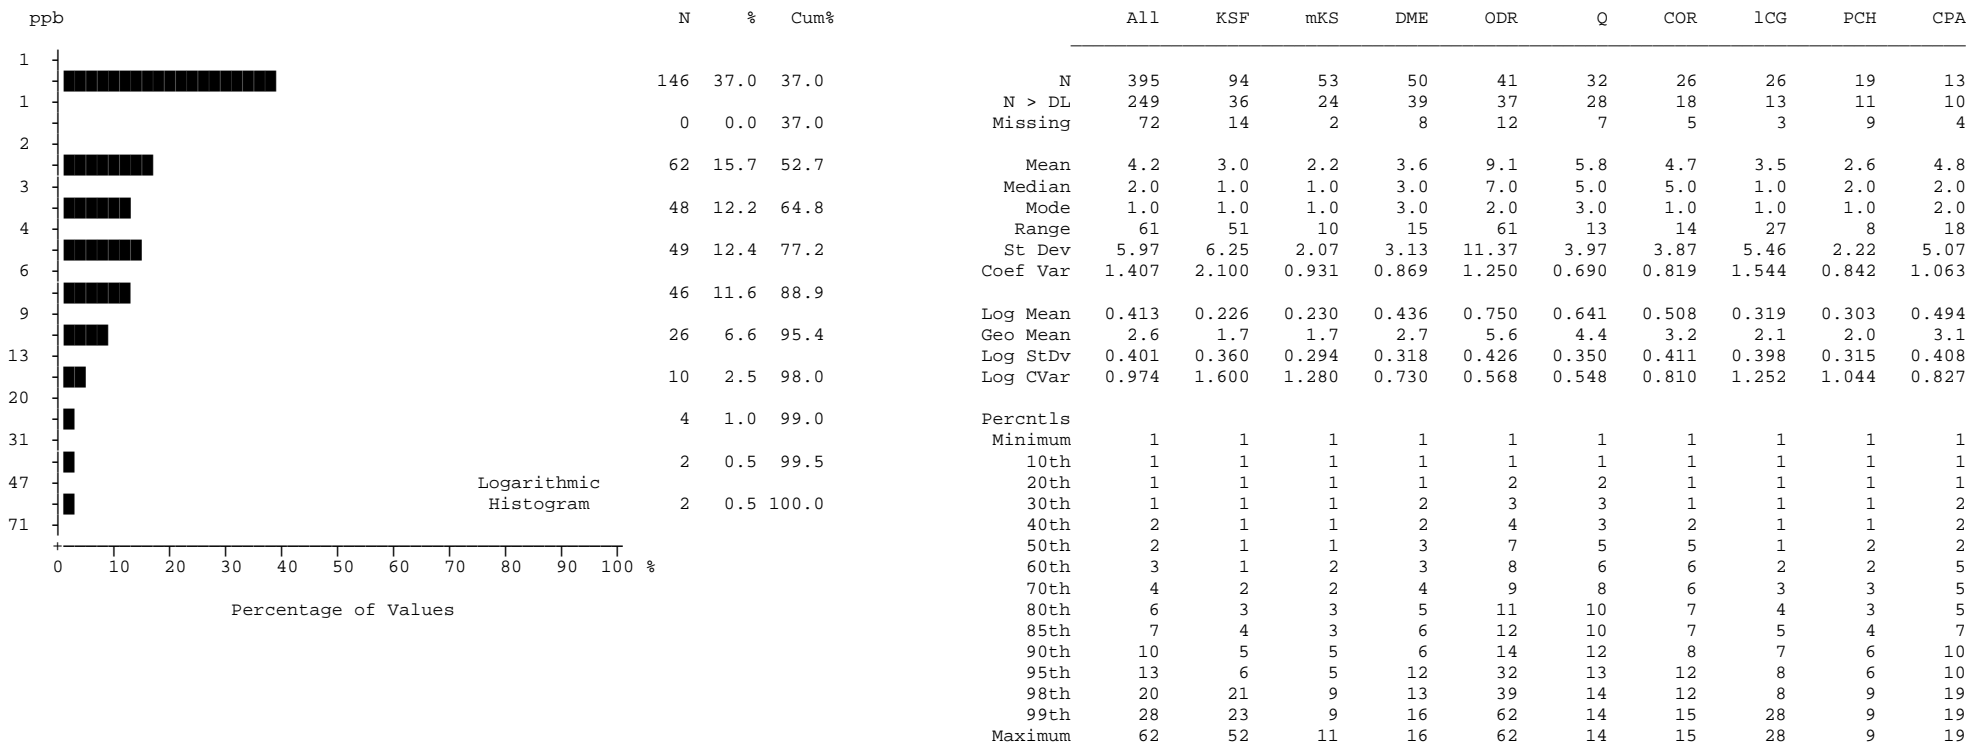 ppb N % Cum% All KSF mKS DME ODR Q COR lCG PCH CPA
1
146 37.0 37.0 N 395 94 53 50 41 32 26 26 19 13
1 N > DL 249 36 24 39 37 28 18 13 11 10
0 0.0 37.0 Missing 72 14 2 8 12 7 5 3 9 4
2
62 15.7 52.7 Mean 4.2 3.0 2.2 3.6 9.1 5.8 4.7 3.5 2.6 4.8
3 Median 2.0 1.0 1.0 3.0 7.0 5.0 5.0 1.0 2.0 2.0
48 12.2 64.8 Mode 1.0 1.0 1.0 3.0 2.0 3.0 1.0 1.0 1.0 2.0
4 Range 61 51 10 15 61 13 14 27 8 18
49 12.4 77.2 St Dev 5.97 6.25 2.07 3.13 11.37 3.97 3.87 5.46 2.22 5.07
6 Coef Var 1.407 2.100 0.931 0.869 1.250 0.690 0.819 1.544 0.842 1.063
46 11.6 88.9
9 Log Mean 0.413 0.226 0.230 0.436 0.750 0.641 0.508 0.319 0.303 0.494
26 6.6 95.4 Geo Mean 2.6 1.7 1.7 2.7 5.6 4.4 3.2 2.1 2.0 3.1
13 Log StDv 0.401 0.360 0.294 0.318 0.426 0.350 0.411 0.398 0.315 0.408
10 2.5 98.0 Log CVar 0.974 1.600 1.280 0.730 0.568 0.548 0.810 1.252 1.044 0.827
20
4 1.0 99.0 Percntls
31 Minimum 1 1 1 1 1 1 1 1 1 1
2 0.5 99.5 10th 1 1 1 1 1 1 1 1 1 1
47 Logarithmic 20th 1 1 1 1 2 2 1 1 1 1
Histogram 2 0.5 100.0 30th 1 1 1 2 3 3 1 1 1 2
71 40th 2 1 1 2 4 3 2 1 1 2
50th 2 1 1 3 7 5 5 1 2 2
0 10 20 30 40 50 60 70 80 90 100 % 60th 3 1 2 3 8 6 6 2 2 5
70th 4 2 2 4 9 8 6 3 3 5
Percentage of Values 80th 6 3 3 5 11 10 7 4 3 5
85th 7 4 3 6 12 10 7 5 4 7
90th 10 5 5 6 14 12 8 7 6 10
95th 13 6 5 12 32 13 12 8 6 10
98th 20 21 9 13 39 14 12 8 9 19
99th 28 23 9 16 62 14 15 28 9 19
Maximum 62 52 11 16 62 14 15 28 9 19